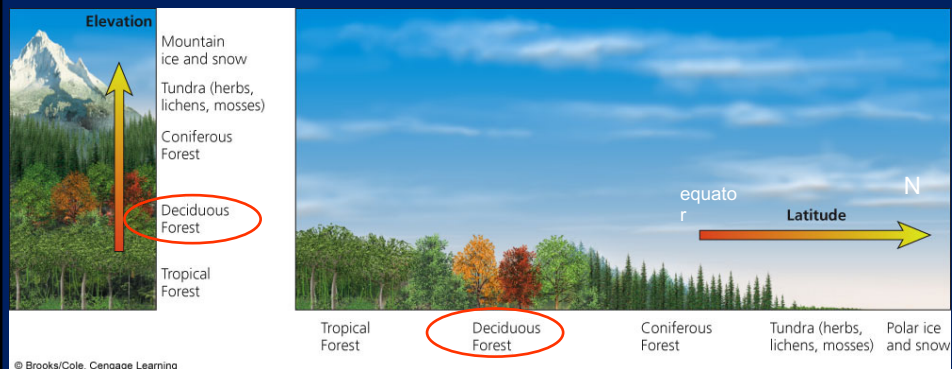 Elevation
Mountain
ice and snow
Tundra (herbs,
lichens, mosses)
Coniferous
Forest
Deciduous
Forest
Tropical
Forest
equato
r
N
Latitude
Tropical
Forest
Deciduous
Forest
Coniferous
Forest
Tundra (herbs,
lichens, mosses)
Polar ice
and snow
© Brooks/Cole, Cengage Learning